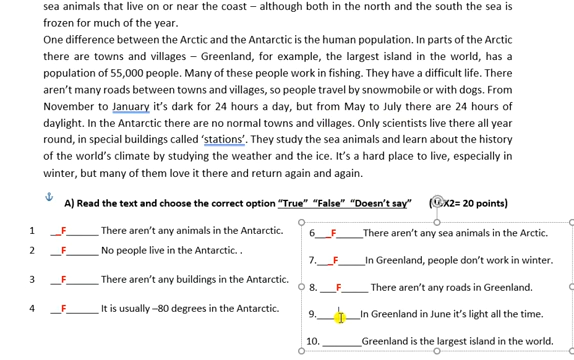 sea animals that live on or near the coast – although both in the north and the south the sea is
frozen for much of the year.
One difference between the Arctic and the Antarctic is the human population. In parts of the Arctic
there are towns and villages – Greenland, for example, the largest island in the world, has a
population of 55,000 people. Many of these people work in fishing. They have a difficult life. There
aren't many roads between towns and villages, so people travel by snowmobile or with dogs. From
November to January it's dark for 24 hours a day, but from May to July there are 24 hours of
daylight. In the Antarctic there are no normal towns and villages. Only scientists live there all year
round, in special buildings called 'stations'. They study the sea animals and learn about the history
of the world's climate by studying the weather and the ice. It's a hard place to live, especially in
winter, but many of them love it there and return again and again.
A) Read the text and choose the correct option "True" "False" "Doesn't say" ( X2= 20 points)
1 __F______ There aren't any animals in the Antarctic.
2 __F______ No people live in the Antarctic. .
3 __F______ There aren't any buildings in the Antarctic.
4 __F______ It is usually –80 degrees in the Antarctic.
6__F_____There aren't any sea animals in the Arctic.
7.__F_____In Greenland, people don't work in winter.
8. __F_____ There aren't any roads in Greenland.
9._________In Greenland in June it's light all the time.
10. _______Greenland is the largest island in the world.